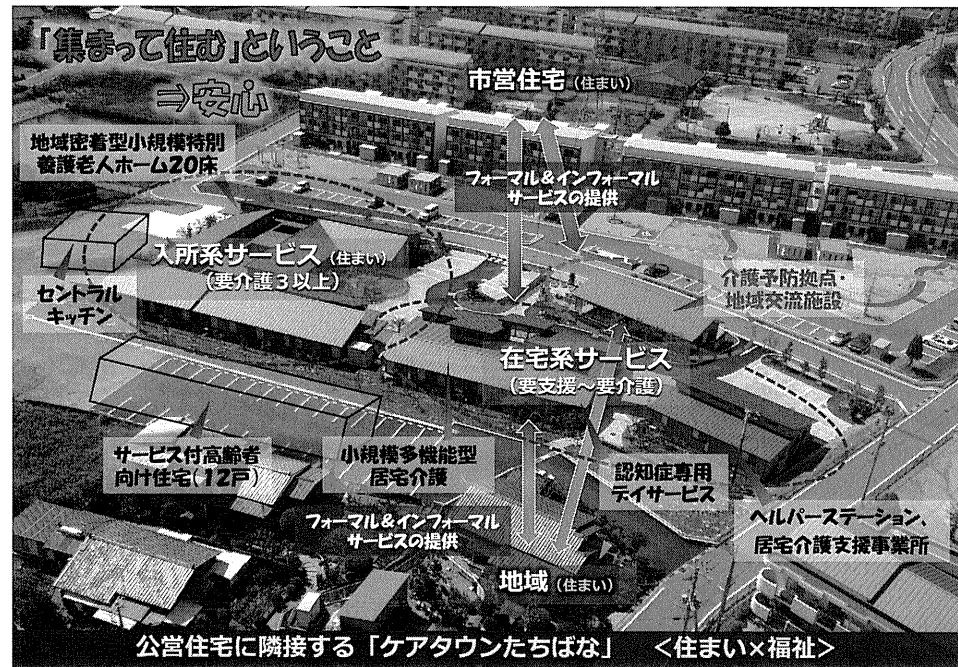 「集まって住む」ということ
⇒安心
市営住宅（住まい）
地域密着型小規模特別
養護老人ホーム20床
フォーマル＆インフォーマル
サービスの提供
入所系サービス（住まい）
（要介護３以上）
セントラル
キッチン
介護予防拠点・
地域交流施設
在宅系サービス
（要支援～要介護）
サービス付高齢者
向け住宅（12戸）
小規模多機能型
居宅介護
認知症専用
デイサービス
フォーマル＆インフォーマル
サービスの提供
ヘルパーステーション、
居宅介護支援事業所
地域（住まい）
公営住宅に隣接する「ケアタウンたちばな」　＜住まい×福祉＞